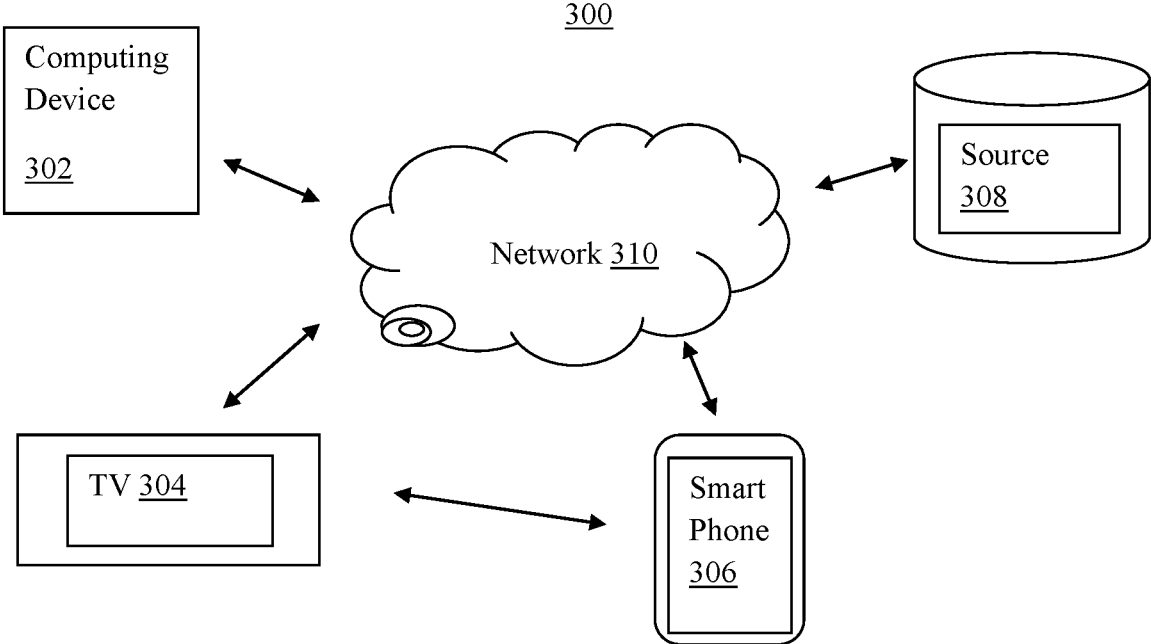 300
Computing
Device
302
Source
308
Network 310
TV 304
Smart
Phone
306